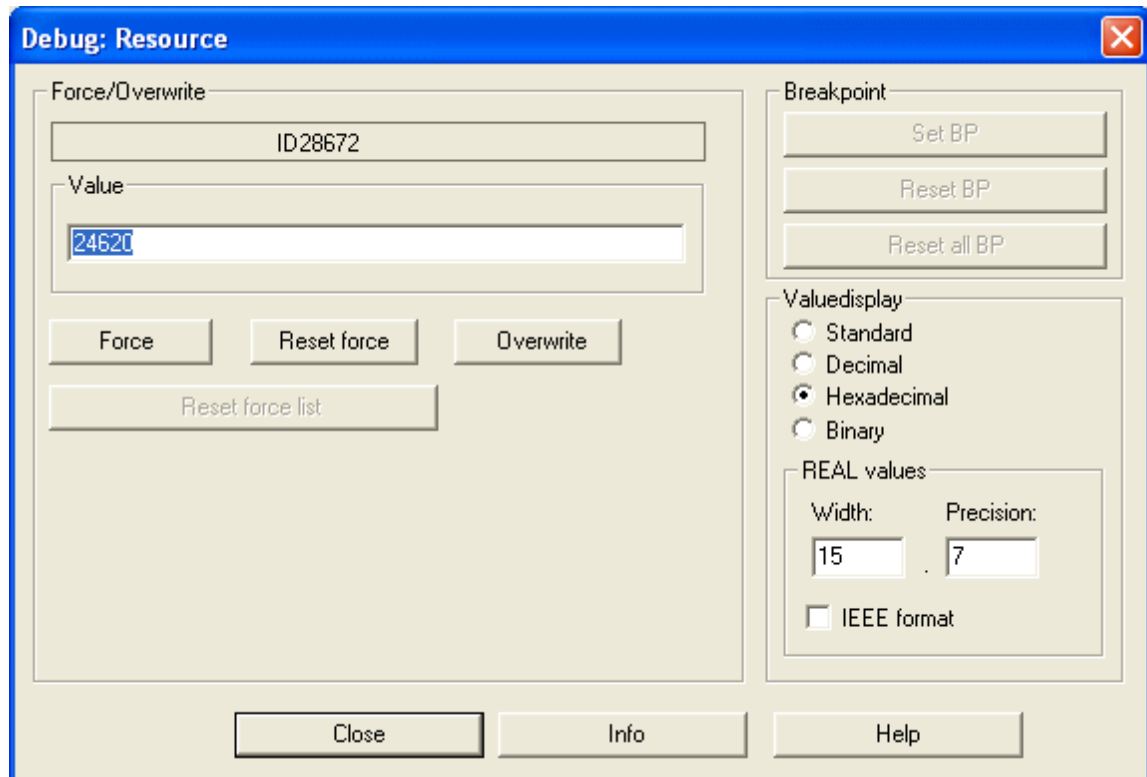 Debug: Resource
Force/Overwrite
ID28672
Value
24620
Force
Reset force
Overwrite
Reset force list
Breakpoint
Set BP
Reset BP
Reset all BP
Valuedisplay
Standard
Decimal
Hexadecimal
Binary
REAL values
Width:
Precision:
15
.
7
IEEE format
Close
Info
Help